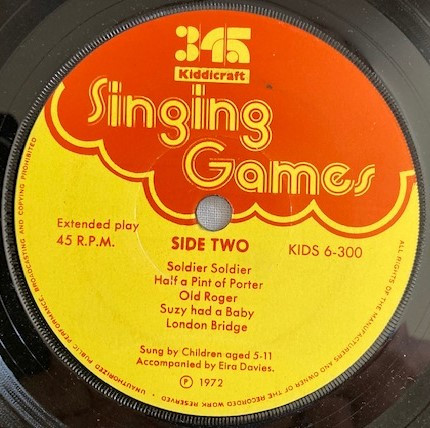 345
Kiddicraft
Singing
Games
Extended play
45 R.P.M.
SIDE TWO
KIDS 6-300
Soldier Soldier
Half a Pint of Porter
Old Roger
Suzy had a Baby
London Bridge
Sung by Children aged 5-11
Accompanied by Eira Davies.
Ⓟ 1972
ALL RIGHTS OF THE MANUFACTURERS AND OWNER OF THE RECORDED WORK RESERVED • UNAUTHORIZED PUBLIC PERFORMANCE, BROADCASTING AND COPYING PROHIBITED